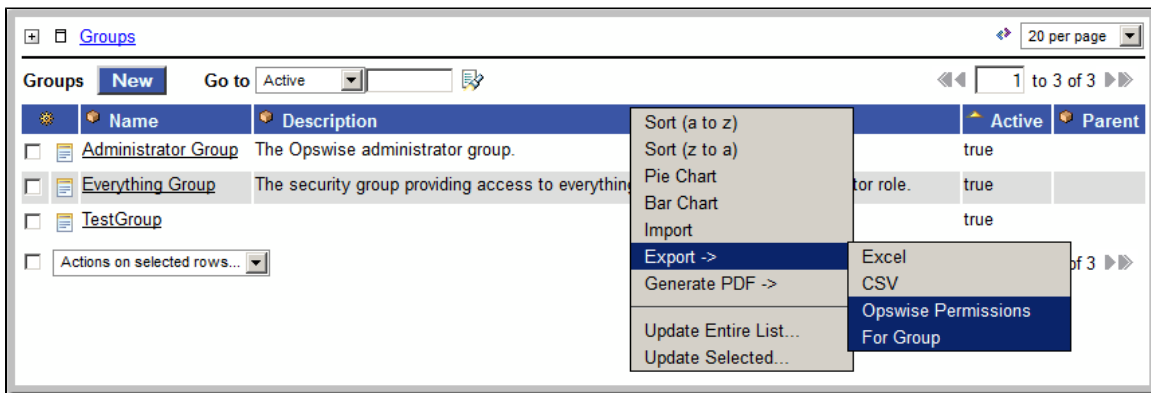 Groups
20 per page
Groups New Go to Active 1 to 3 of 3
Name Description Active Parent
Administrator Group The Opswise administrator group. true
Everything Group The security group providing access to everything tor role. true
TestGroup true
Actions on selected rows... of 3
Sort (a to z)
Sort (z to a)
Pie Chart
Bar Chart
Import
Export ->
Generate PDF ->
Update Entire List...
Update Selected...
Excel
CSV
Opswise Permissions
For Group